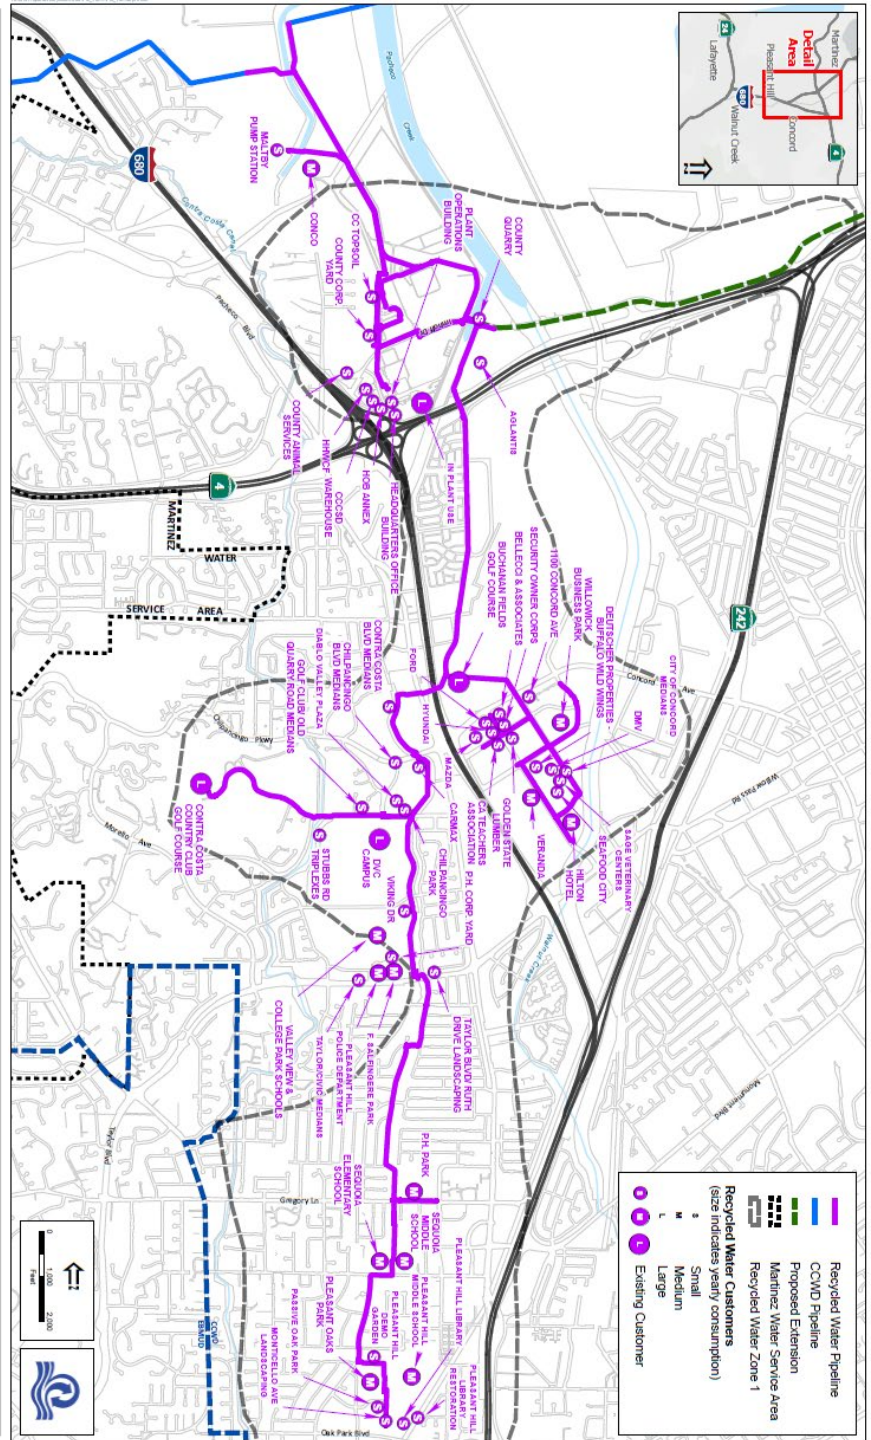 Martinez
Detail
Area
Pleasant Hill
Concord
Walnut Creek
Lafayette
24
680
4
Recycled Water Pipeline
CCWD Pipeline
Proposed Extension
Martinez Water Service Area
Recycled Water Zone 1
Recycled Water Customers
(size indicates yearly consumption)
S Small
M Medium
L Large
S M L Existing Customer
0 1,000 2,000
Feet
Pacheco
Creek
Contra Costa Canal
Pacheco Blvd
680
4
242
MALTBY
PUMP STATION
CONCO
CC TOPSOIL
COUNTY CORP.
YARD
PLANT
OPERATIONS
BUILDING
COUNTY
QUARRY
AGLANTIS
IN PLANT USE
COUNTY ANIMAL
SERVICES
HHWCF WAREHOUSE
CCCSD
HOB ANNEX
HEADQUARTERS OFFICE
BUILDING
MARTINEZ
WATER
SERVICE AREA
BUCHANAN FIELDS
GOLF COURSE
BELLECCI & ASSOCIATES
SECURITY OWNER CORPS
1100 CONCORD AVE
WILLOWICK
BUSINESS PARK
DEUTSCHER PROPERTIES -
BUFFALO WILD WINGS
DMV
CITY OF CONCORD
MEDIANS
Concord Ave
Willow Pass Rd
FORD
HYUNDAI
MAZDA
CARMAX
CONTRA COSTA
BLVD MEDIANS
CHILPANCINGO
BLVD MEDIANS
DIABLO VALLEY PLAZA
GOLF CLUB/ OLD
QUARRY ROAD MEDIANS
Chilpancingo Pkwy
Morello Ave
CONTRA COSTA
COUNTRY CLUB
GOLF COURSE
STUBBS RD
TRIPLEXES
DVC
CAMPUS
VIKING DR
CHILPANCINGO
PARK
P.H. CORP. YARD
CA TEACHERS
ASSOCIATION
LUMBER
GOLDEN STATE
VERANDA
HILTON
HOTEL
SEAFOOD CITY
SAGE VETERINARY
CENTERS
Walnut Creek
Monument Blvd
TAYLOR BLVD/ RUTH
DRIVE LANDSCAPING
F. SALFINGERE PARK
PLEASANT HILL
POLICE DEPARTMENT
TAYLOR/CIVIC MEDIANS
VALLEY VIEW &
COLLEGE PARK SCHOOLS
Taylor Blvd
P.H. PARK
Gregory Ln
SEQUOIA
ELEMENTARY
SCHOOL
SEQUOIA
MIDDLE
SCHOOL
PLEASANT HILL
MIDDLE SCHOOL
PLEASANT HILL LIBRARY
PLEASANT HILL
LIBRARY
RESTORATION
PLEASANT HILL
DEMO
GARDEN
PLEASANT OAKS
PARK
PASSIVE OAK PARK
MONTICELLO AVE
LANDSCAPING
Oak Park Blvd
CCWD
EBMUD